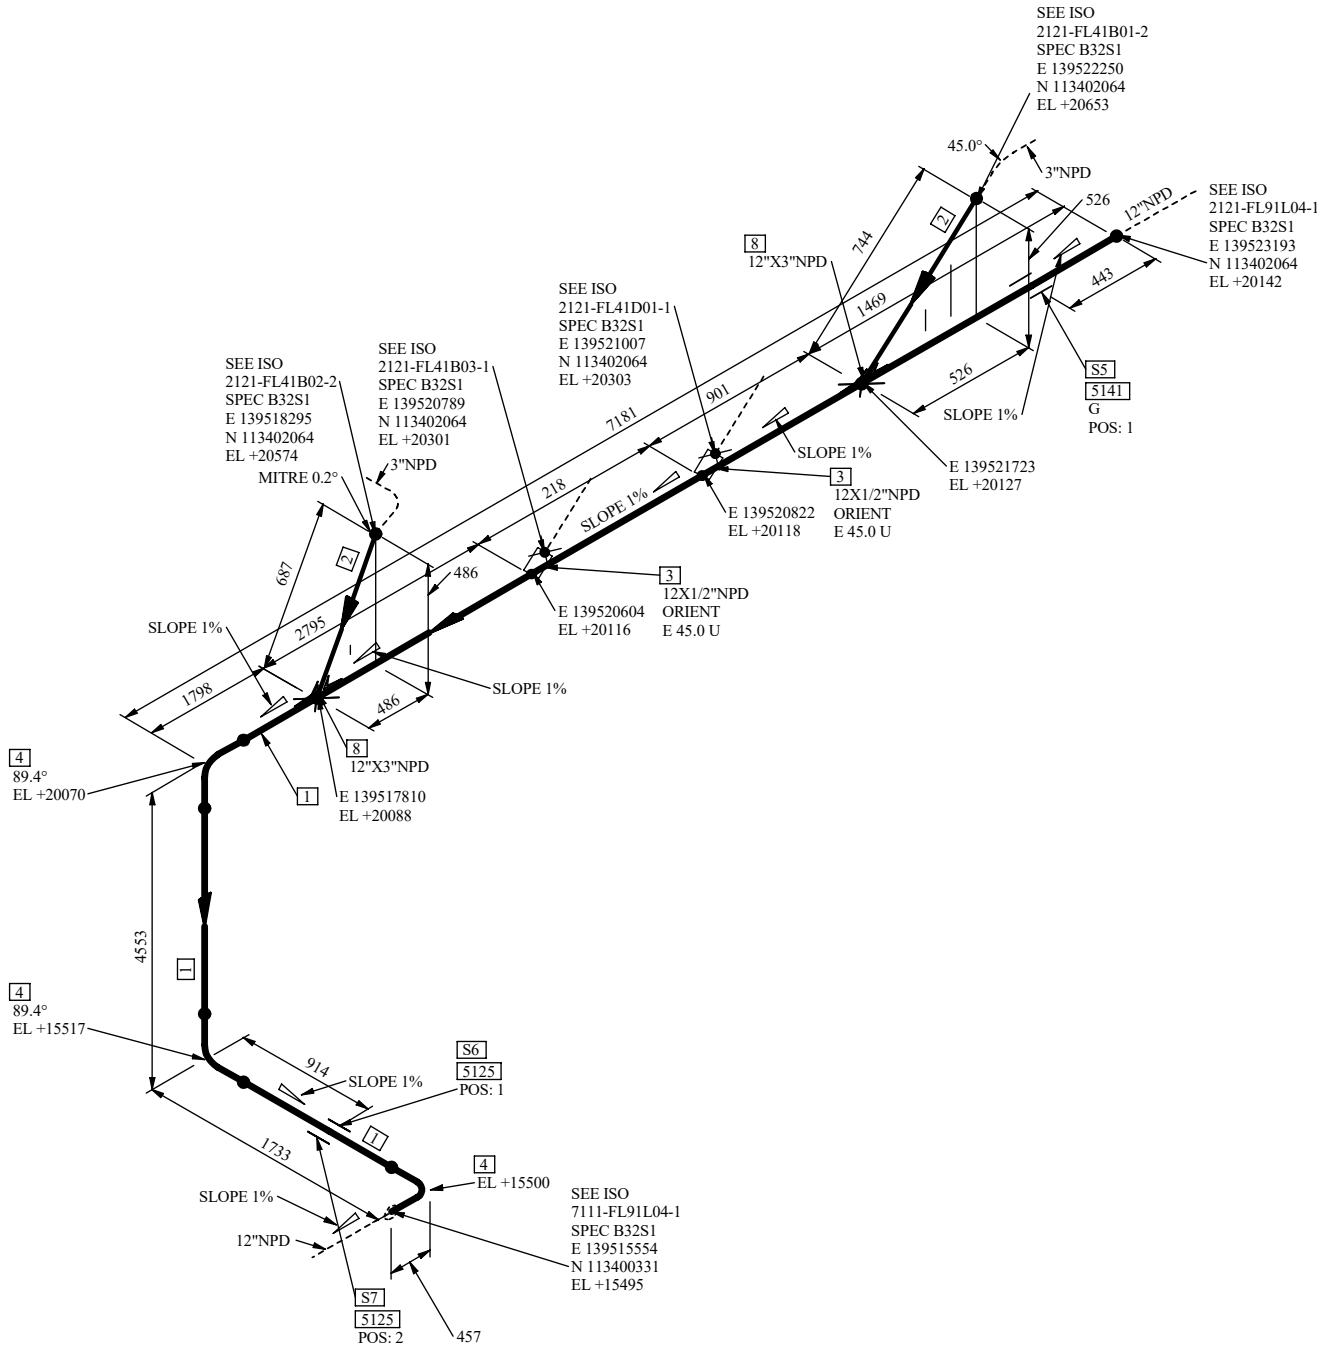 SEE ISO
2121-FL41B01-2
SPEC B32S1
E 139522250
N 113402064
EL +20653
45.0°
3"NPD
526
12"NPD
SEE ISO
2121-FL91L04-1
SPEC B32S1
E 139523193
N 113402064
EL +20142
2
744
8
12"X3"NPD
443
1469
SEE ISO
2121-FL41D01-1
SPEC B32S1
E 139521007
N 113402064
EL +20303
526
S5
5141
G
POS: 1
SLOPE 1%
SEE ISO
2121-FL41B03-1
SPEC B32S1
E 139520789
N 113402064
EL +20301
SEE ISO
2121-FL41B02-2
SPEC B32S1
E 139518295
N 113402064
EL +20574
MITRE 0.2°
3"NPD
901
7181
SLOPE 1%
E 139521723
EL +20127
3
12X1/2"NPD
ORIENT
E 45.0 U
218
SLOPE 1%
E 139520822
EL +20118
2
687
486
3
12X1/2"NPD
ORIENT
E 45.0 U
E 139520604
EL +20116
SLOPE 1%
2795
SLOPE 1%
1798
486
8
12"X3"NPD
4
89.4°
EL +20070
1
E 139517810
EL +20088
4553
1
4
89.4°
EL +15517
914
SLOPE 1%
S6
5125
POS: 1
1
1733
4
EL +15500
SLOPE 1%
12"NPD
SEE ISO
7111-FL91L04-1
SPEC B32S1
E 139515554
N 113400331
EL +15495
S7
5125
POS: 2
457